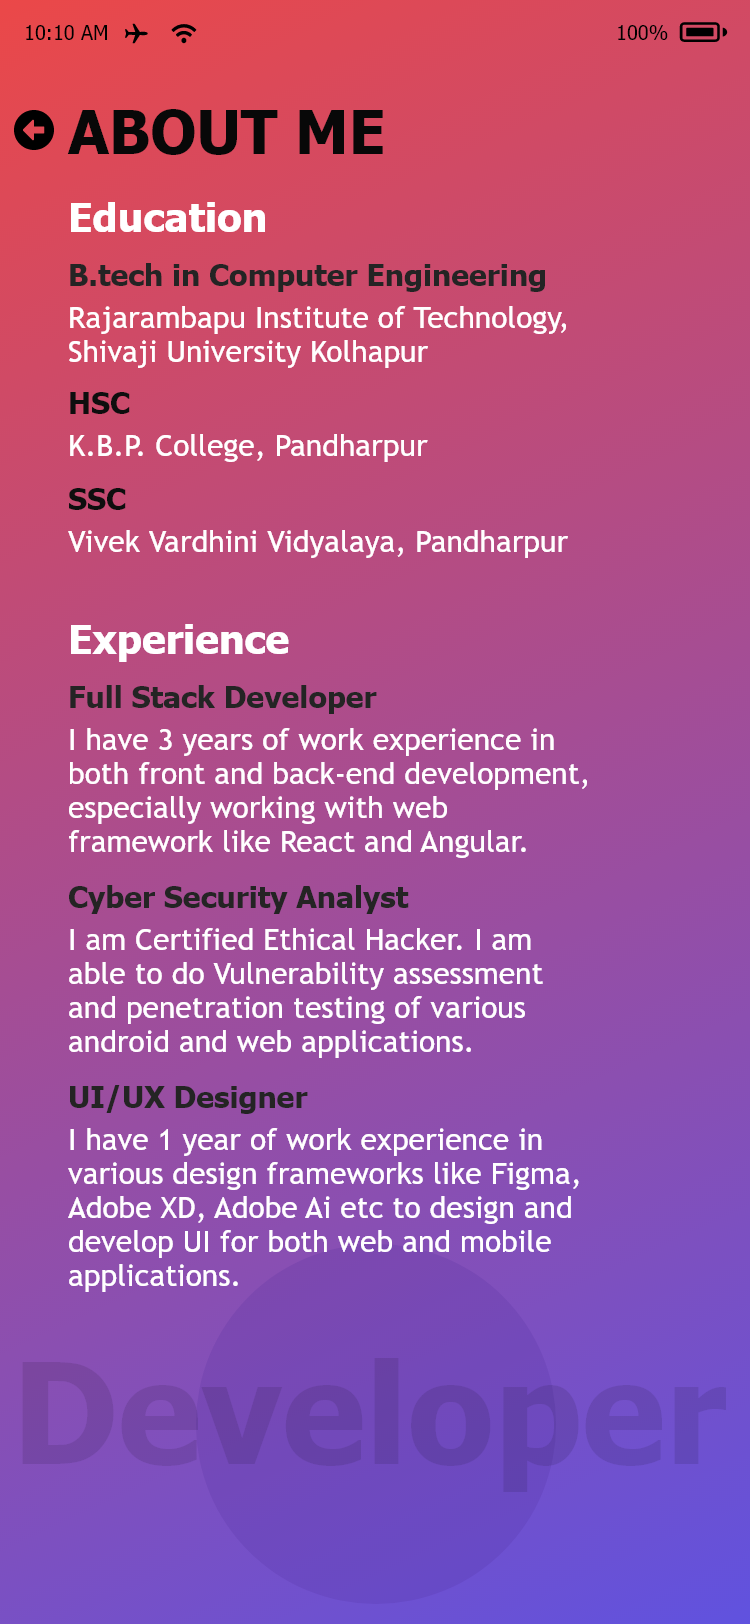 10:10 AM 100%
ABOUT ME
Education
B.tech in Computer Engineering
Rajarambapu Institute of Technology,
Shivaji University Kolhapur
HSC
K.B.P. College, Pandharpur
SSC
Vivek Vardhini Vidyalaya, Pandharpur
Experience
Full Stack Developer
I have 3 years of work experience in
both front and back-end development,
especially working with web
framework like React and Angular.
Cyber Security Analyst
I am Certified Ethical Hacker. I am
able to do Vulnerability assessment
and penetration testing of various
android and web applications.
UI/UX Designer
I have 1 year of work experience in
various design frameworks like Figma,
Adobe XD, Adobe Ai etc to design and
develop UI for both web and mobile
applications.
Developer